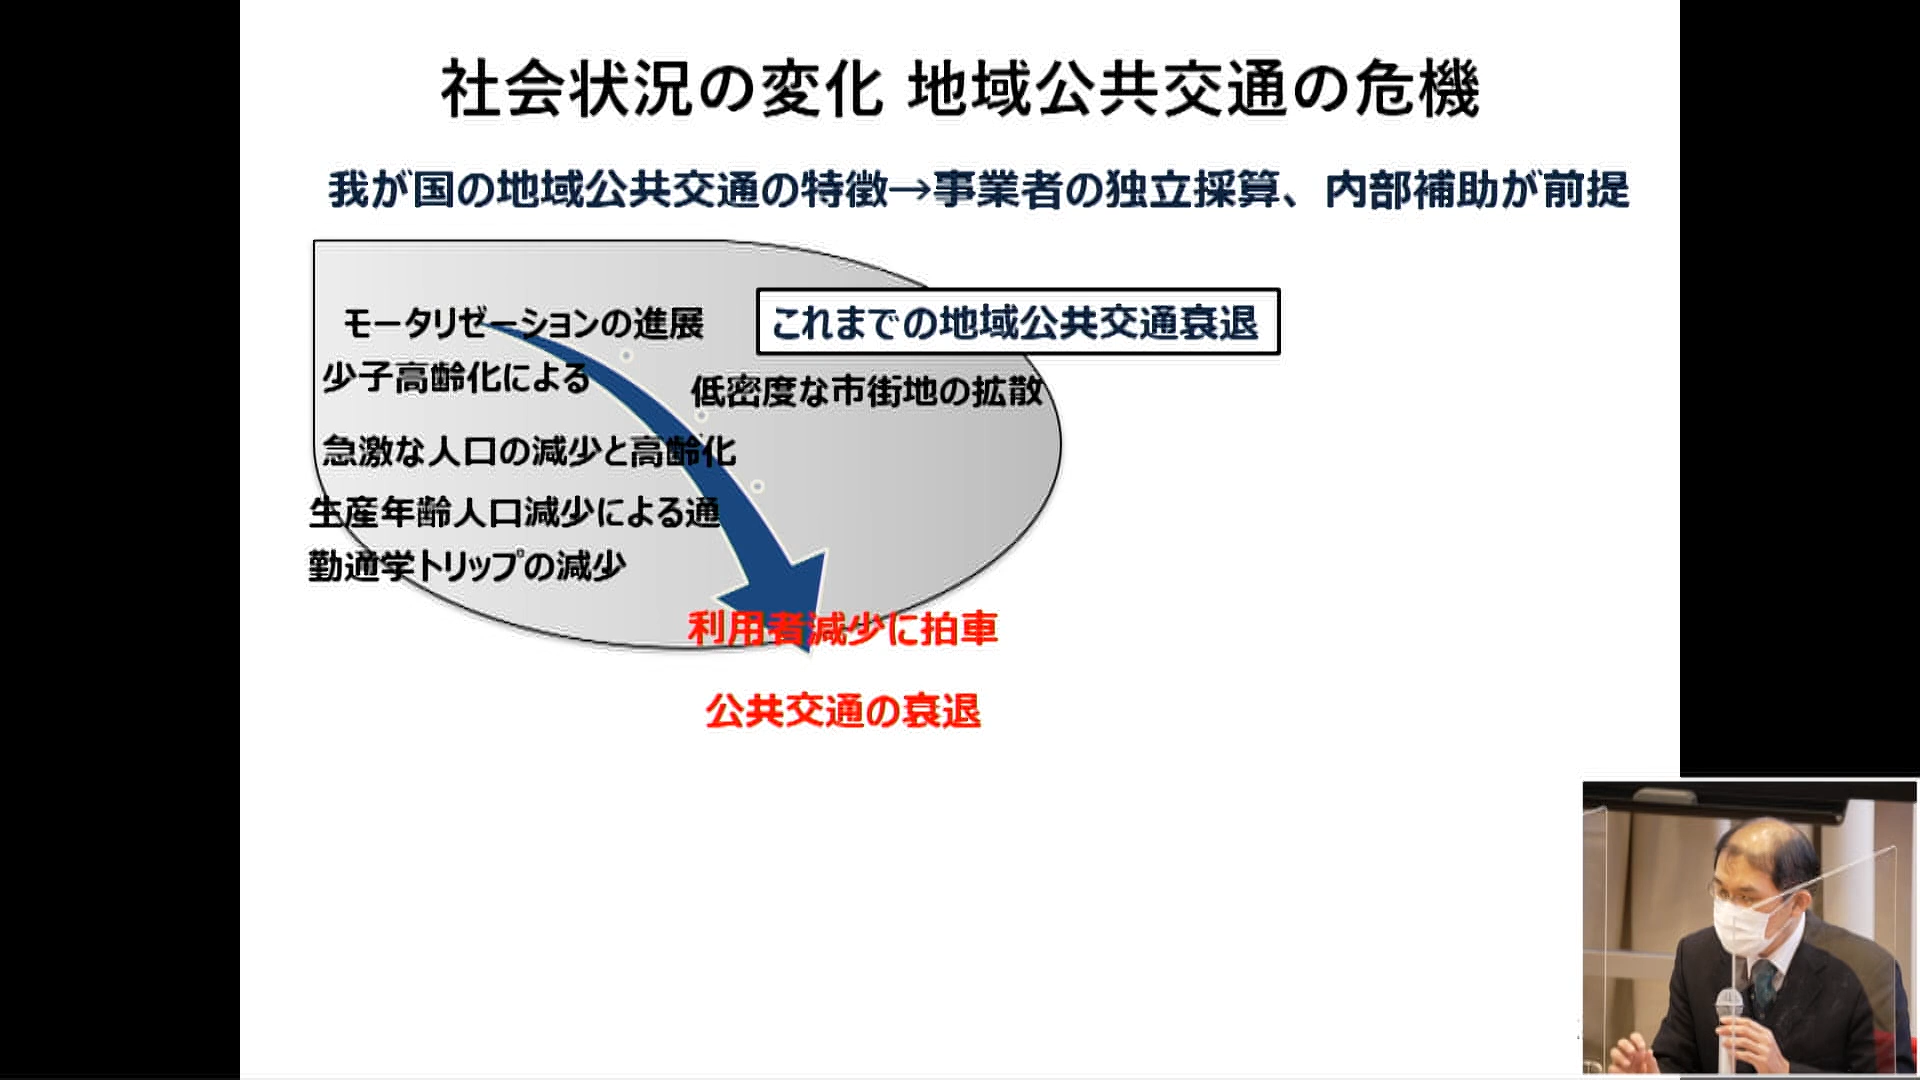 社会状況の変化 地域公共交通の危機
我が国の地域公共交通の特徴→事業者の独立採算、内部補助が前提
モータリゼーションの進展
これまでの地域公共交通衰退
少子高齢化による
低密度な市街地の拡散
急激な人口の減少と高齢化
生産年齢人口減少による通
勤通学トリップの減少
利用者減少に拍車
公共交通の衰退